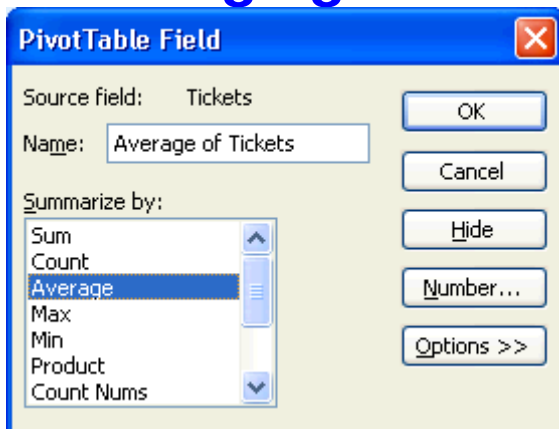 PivotTable Field
Source field: Tickets
OK
Name: Average of Tickets
Cancel
Summarize by:
Sum
Hide
Count
Average
Number...
Max
Min
Product
Options >>
Count Nums